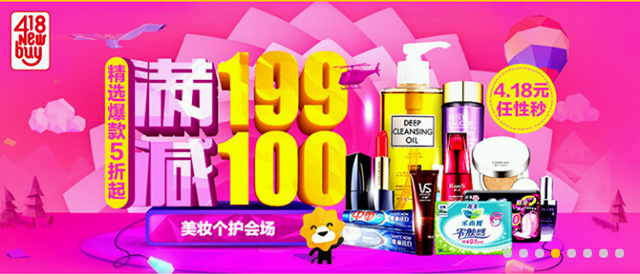 418
New
buy
精选爆款5折起
满199
减100
4.18元
任性秒
美妆个护会场
DEEP
CLEANSING
OIL
VS